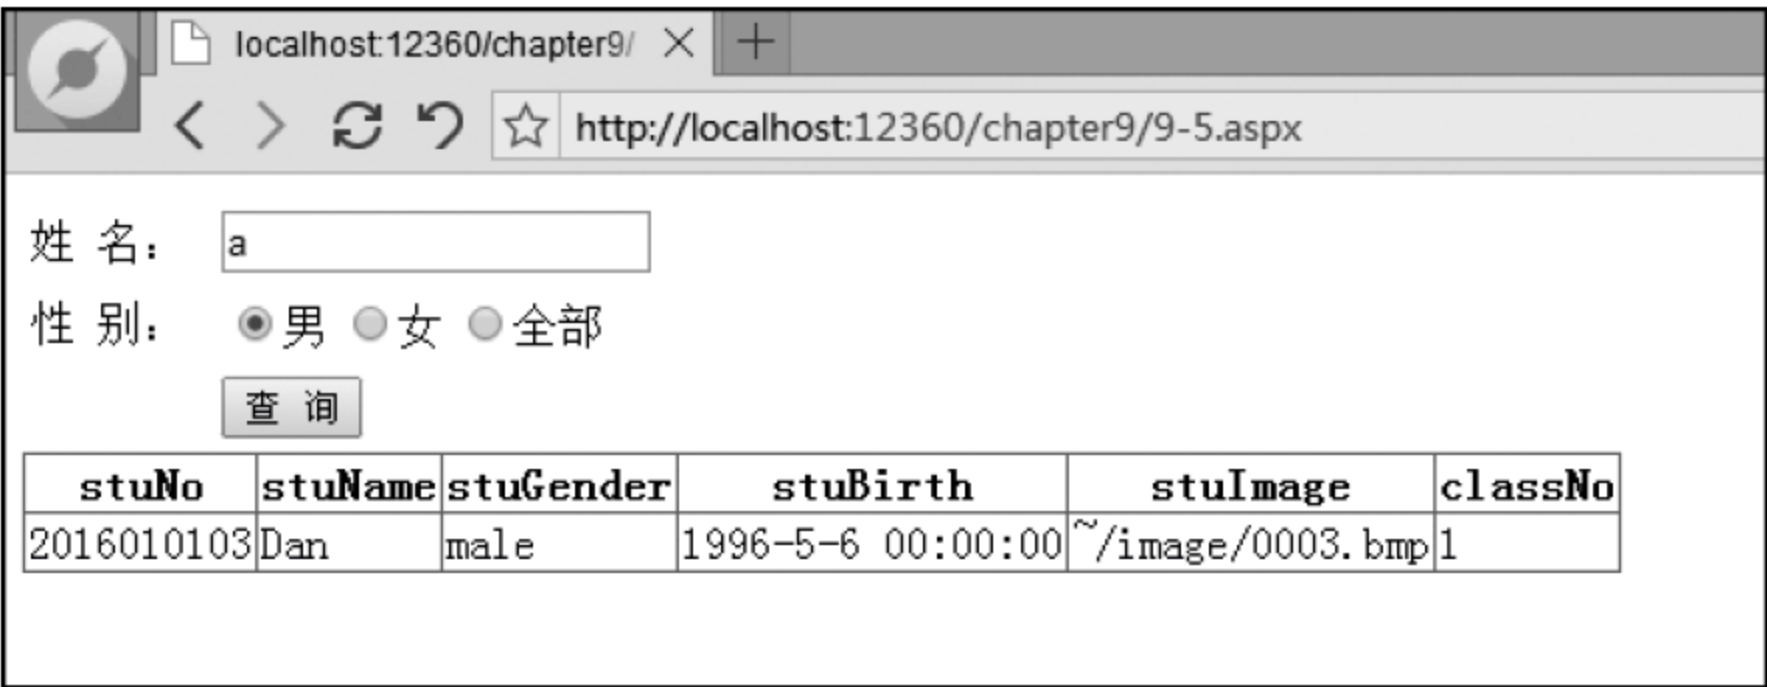 localhost:12360/chapter9/
http://localhost:12360/chapter9/9-5.aspx
姓 名： a
性 别： 男 女 全部
查 询
stuNo stuName stuGender stuBirth stuImage classNo
2016010103 Dan male 1996-5-6 00:00:00 ~/image/0003.bmp 1